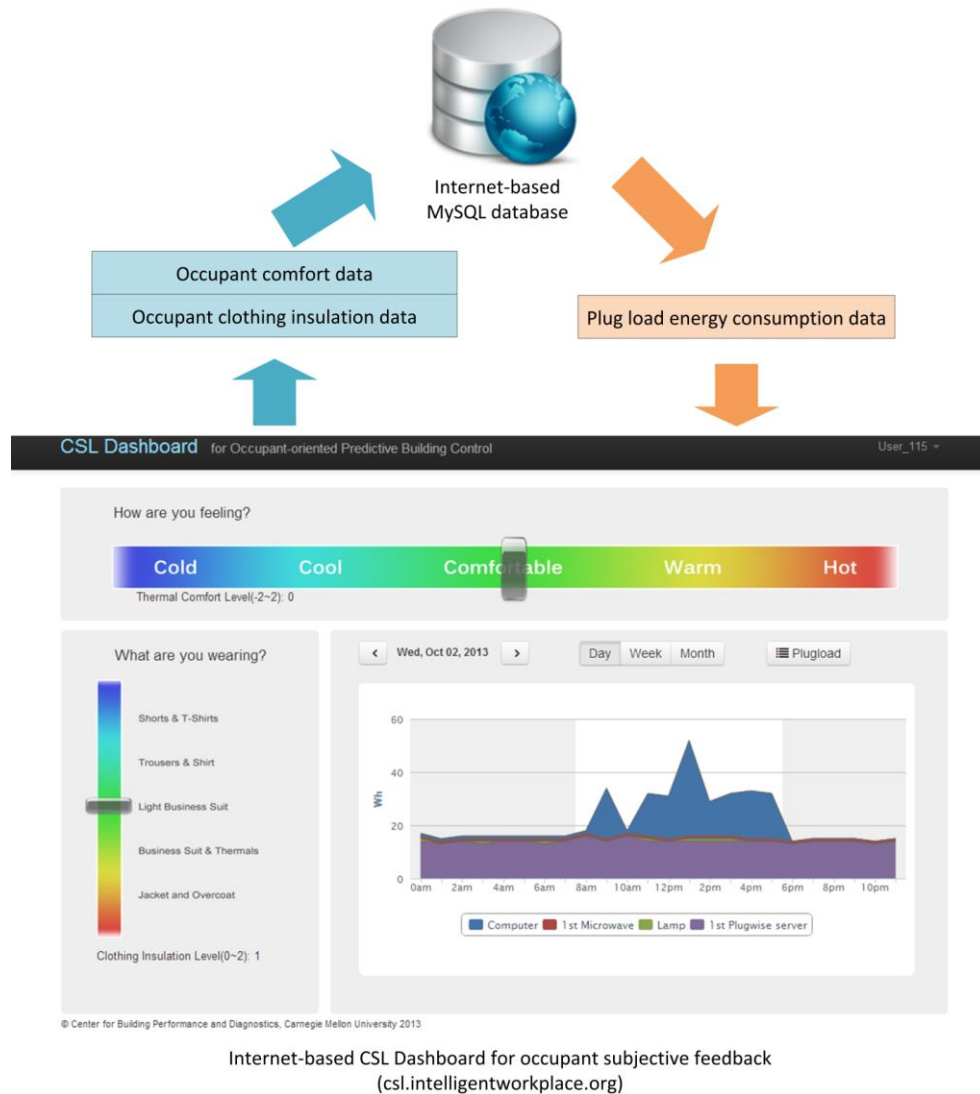 Internet-based
MySQL database
Occupant comfort data
Occupant clothing insulation data
Plug load energy consumption data
CSL Dashboard for Occupant-oriented Predictive Building Control User_115
How are you feeling?
Cold Cool Comfortable Warm Hot
Thermal Comfort Level(-2~2): 0
What are you wearing?
Shorts & T-Shirts
Trousers & Shirt
Light Business Suit
Business Suit & Thermals
Jacket and Overcoat
Clothing Insulation Level(0~2): 1
< Wed, Oct 02, 2013 > Day Week Month Plugload
60
40
20
0
Wh
0am 2am 4am 6am 8am 10am 12pm 2pm 4pm 6pm 8pm 10pm
Computer 1st Microwave Lamp 1st Plugwise server
© Center for Building Performance and Diagnostics, Carnegie Mellon University 2013
Internet-based CSL Dashboard for occupant subjective feedback
(csl.intelligentworkplace.org)